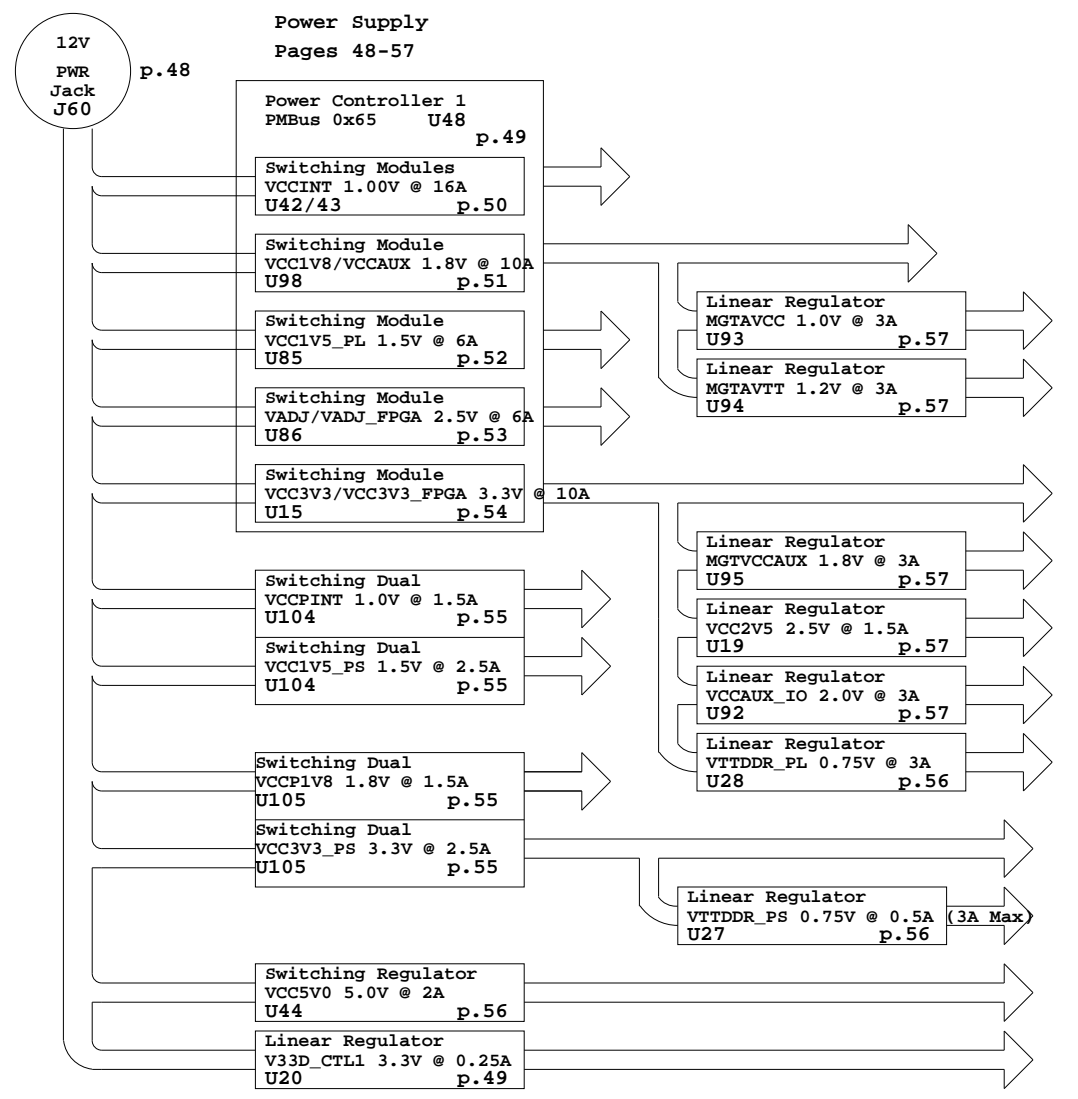 Power Supply
Pages 48-57
12V
PWR
Jack
J60
p.48
Power Controller 1
PMBus 0x65 U48
p.49
Switching Modules
VCCINT 1.00V @ 16A
U42/43 p.50
Switching Module
VCC1V8/VCCAUX 1.8V @ 10A
U98 p.51
Linear Regulator
MGTAVCC 1.0V @ 3A
U93 p.57
Switching Module
VCC1V5_PL 1.5V @ 6A
U85 p.52
Linear Regulator
MGTAVTT 1.2V @ 3A
U94 p.57
Switching Module
VADJ/VADJ_FPGA 2.5V @ 6A
U86 p.53
Switching Module
VCC3V3/VCC3V3_FPGA 3.3V @ 10A
U15 p.54
Linear Regulator
MGTVCCAUX 1.8V @ 3A
U95 p.57
Switching Dual
VCCPINT 1.0V @ 1.5A
U104 p.55
Linear Regulator
VCC2V5 2.5V @ 1.5A
U19 p.57
Switching Dual
VCC1V5_PS 1.5V @ 2.5A
U104 p.55
Linear Regulator
VCCAUX_IO 2.0V @ 3A
U92 p.57
Linear Regulator
VTTDDR_PL 0.75V @ 3A
U28 p.56
Switching Dual
VCCP1V8 1.8V @ 1.5A
U105 p.55
Switching Dual
VCC3V3_PS 3.3V @ 2.5A
U105 p.55
Linear Regulator
VTTDDR_PS 0.75V @ 0.5A (3A Max)
U27 p.56
Switching Regulator
VCC5V0 5.0V @ 2A
U44 p.56
Linear Regulator
V33D_CTL1 3.3V @ 0.25A
U20 p.49